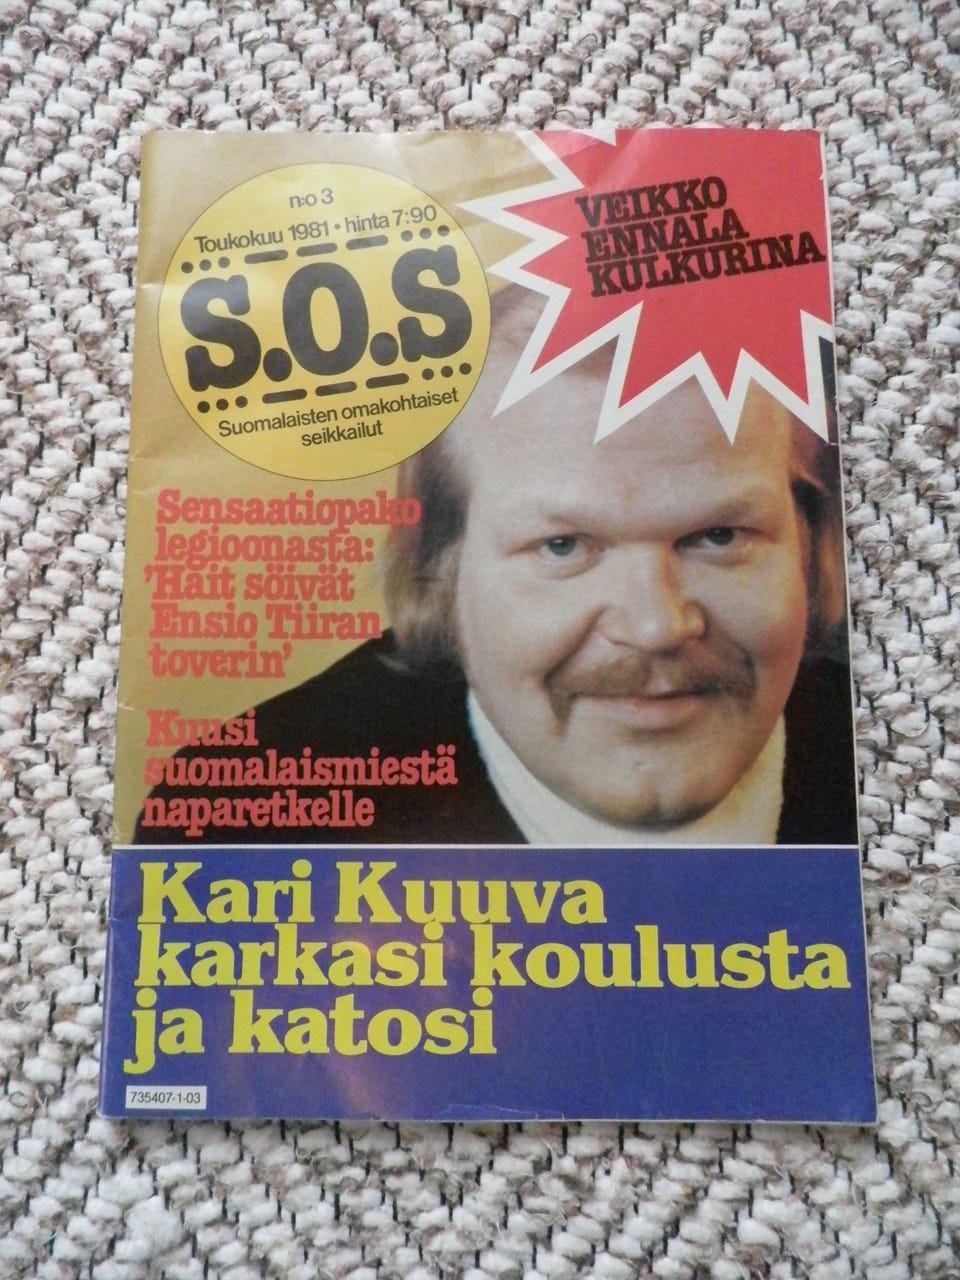 n:o 3
Toukokuu 1981 • hinta 7:90
S.O.S
Suomalaisten omakohtaiset
seikkailut
VEIKKO
ENNALA
KULKURINA
Sensaatiopako
legioonasta:
'Hait söivät
Ensio Tiiran
toverin'
Kuusi
suomalaismiestä
naparetkelle
Kari Kuuva
karkasi koulusta
ja katosi
735407-1-03